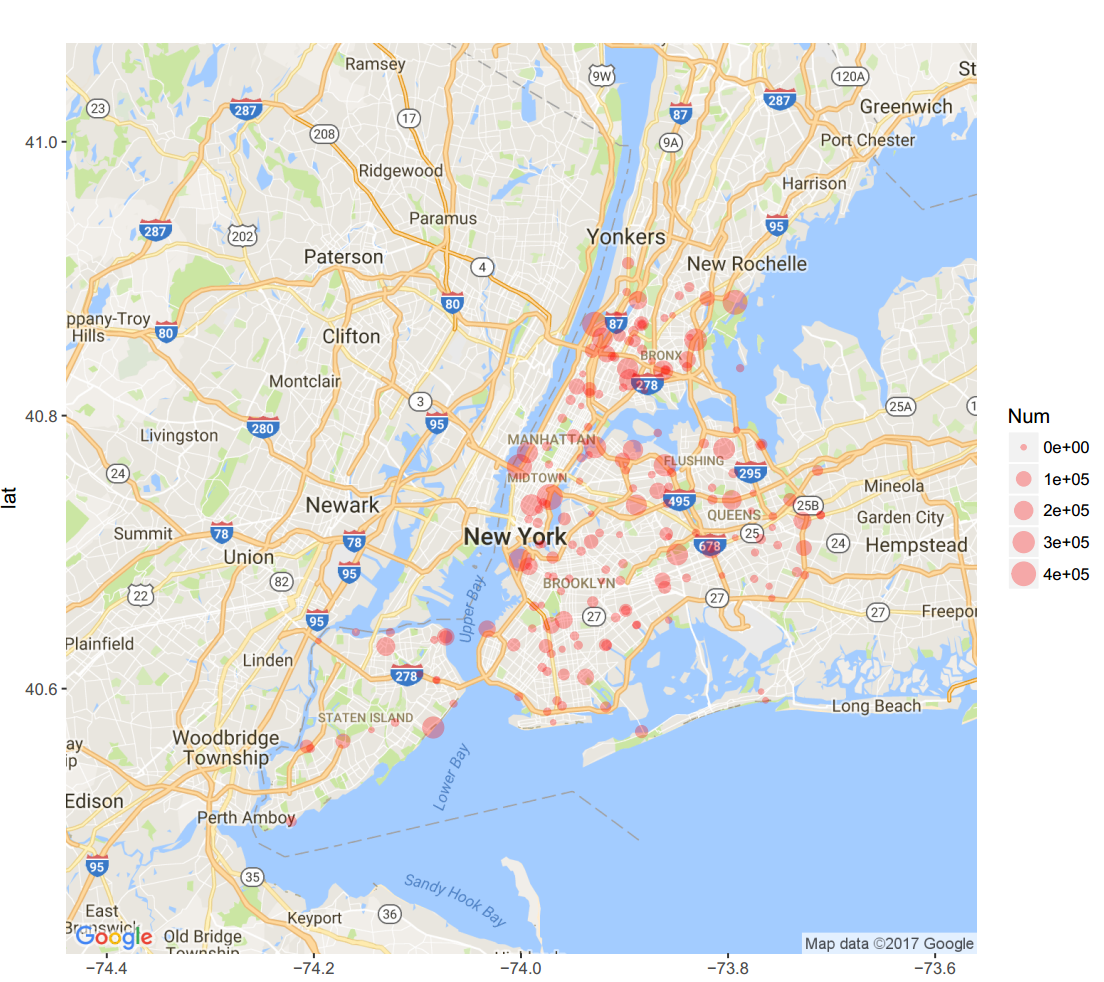 Ramsey
9W
120A
St
23
287
87
287
Greenwich
17
208
9A
Port Chester
41.0
Ridgewood
Harrison
Paramus
95
287
202
Yonkers
Paterson
4
New Rochelle
80
ppany-Troy
Hills
80
87
Clifton
BRONX
Montclair
278
3
25A
1
40.8
95
280
Livingston
MANHATTAN
Num
0e+00
FLUSHING
24
295
MIDTOWN
1e+05
Mineola
lat
Newark
495
25B
2e+05
QUEENS
Garden City
Summit
78
New York
25
3e+05
78
678
24
Hempstead
Union
95
4e+05
82
BROOKLYN
22
27
Upper Bay
27
27
Freepor
95
Plainfield
Linden
278
40.6
Long Beach
STATEN ISLAND
Woodbridge
Township
ay
ip
Lower Bay
Edison
Perth Amboy
95
35
Sandy Hook Bay
East
Brunswick
36
Keyport
Google
Old Bridge
Township
Map data ©2017 Google
−74.4
−74.2
−74.0
−73.8
−73.6